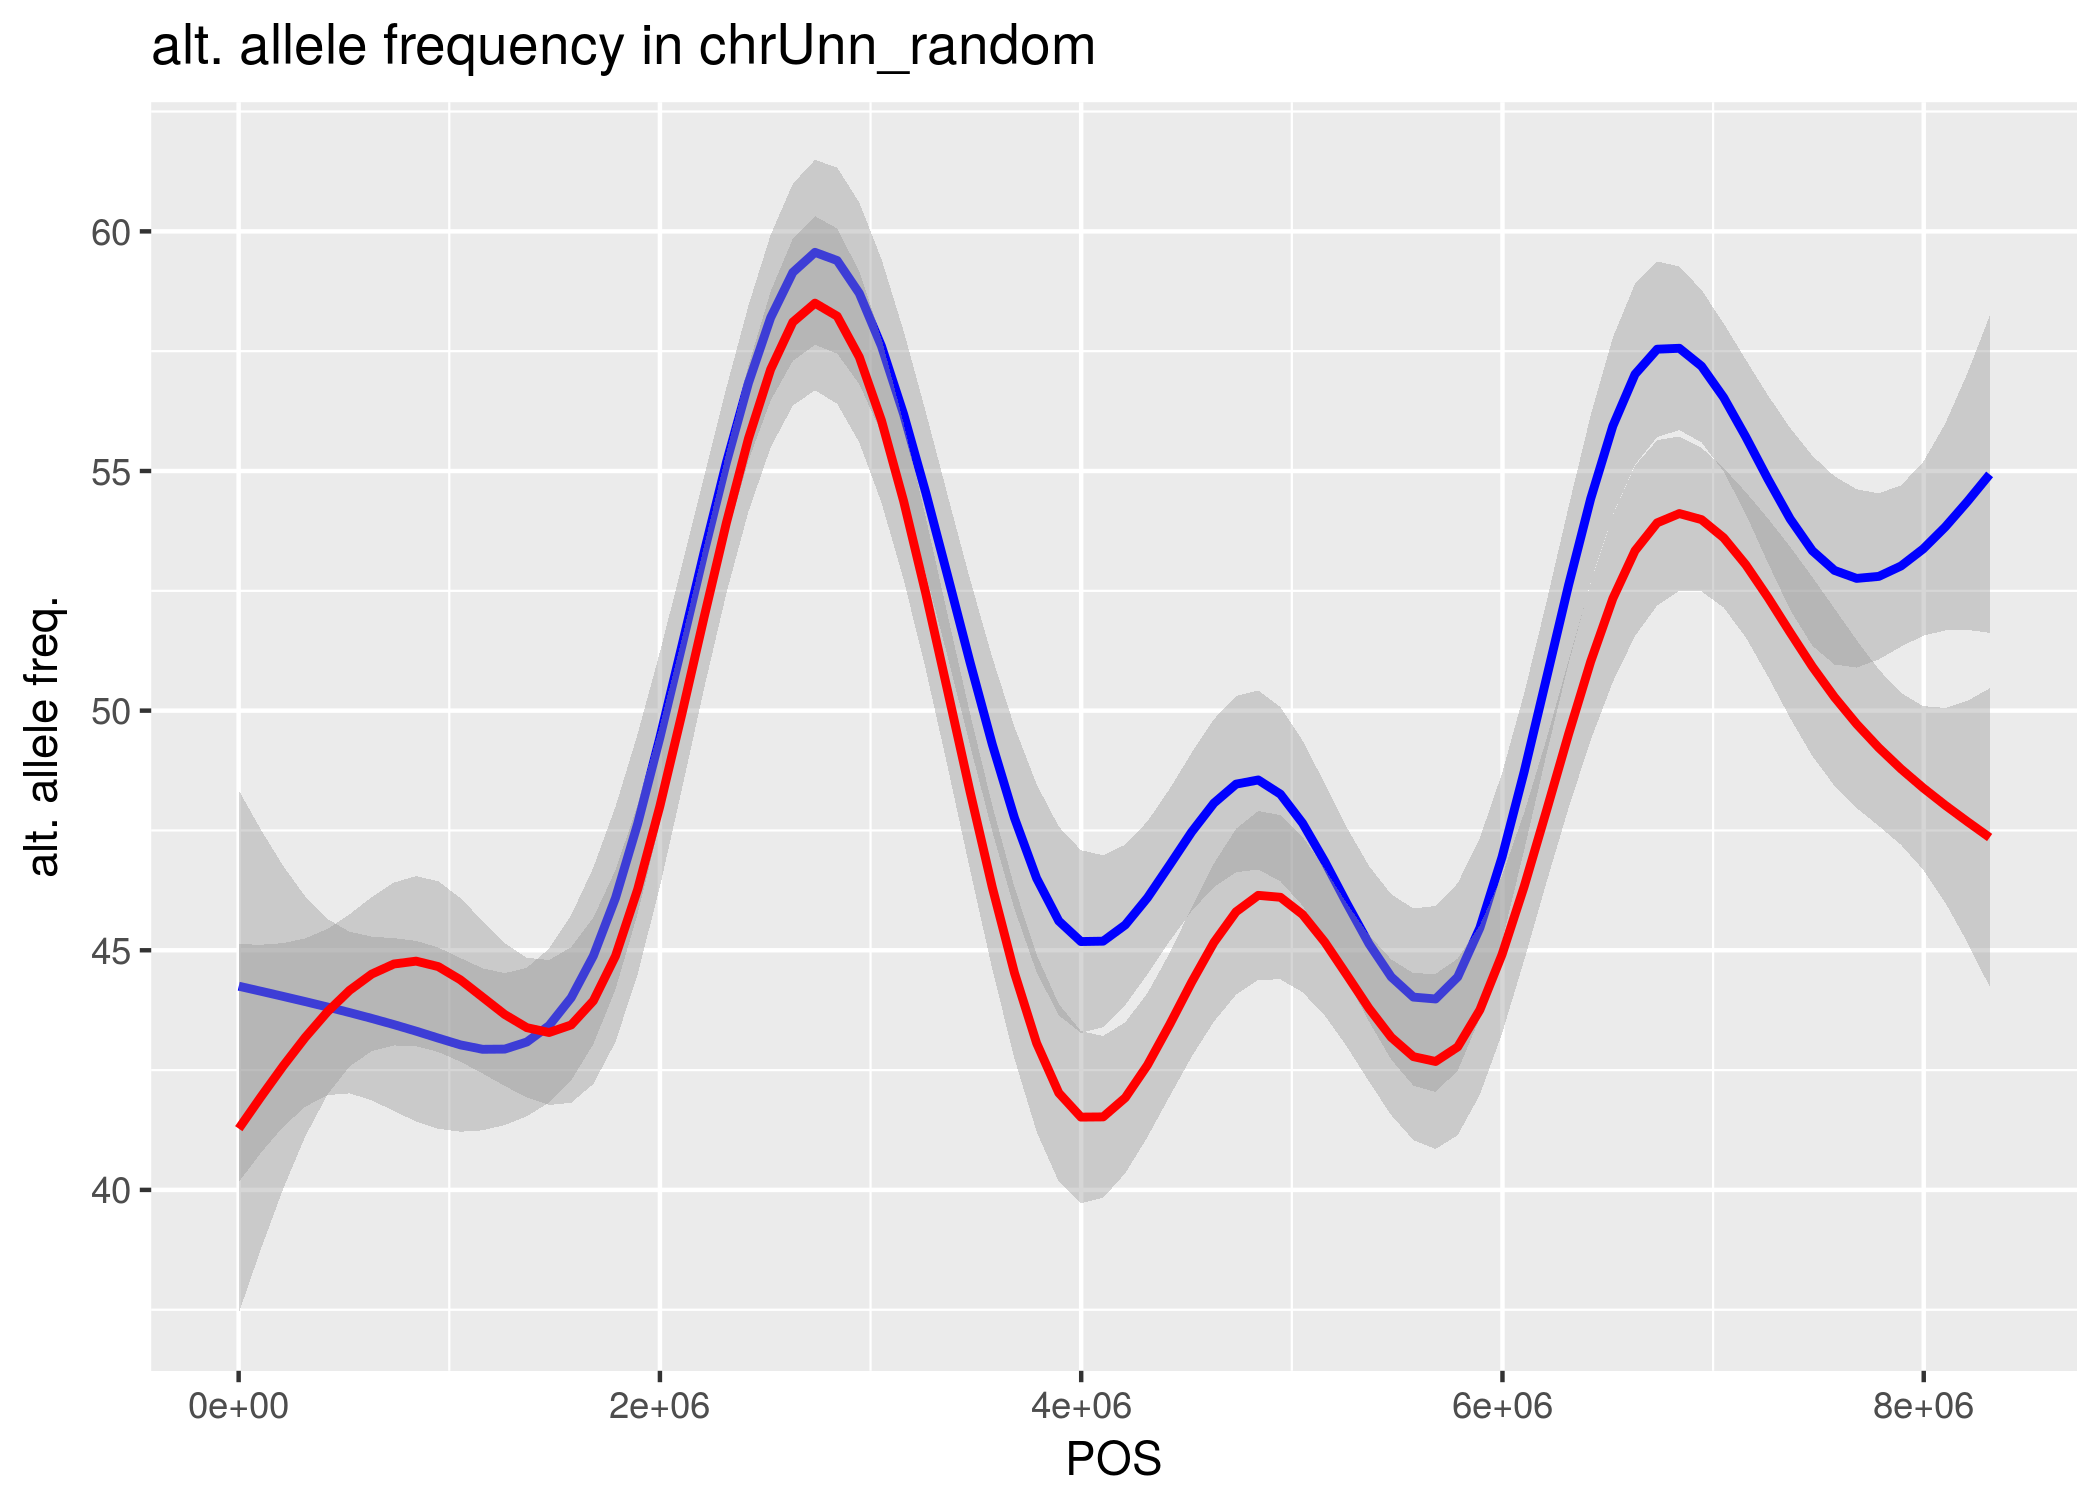 alt. allele frequency in chrUnn_random
alt. allele freq.
60
55
50
45
40
0e+00
2e+06
4e+06
6e+06
8e+06
POS